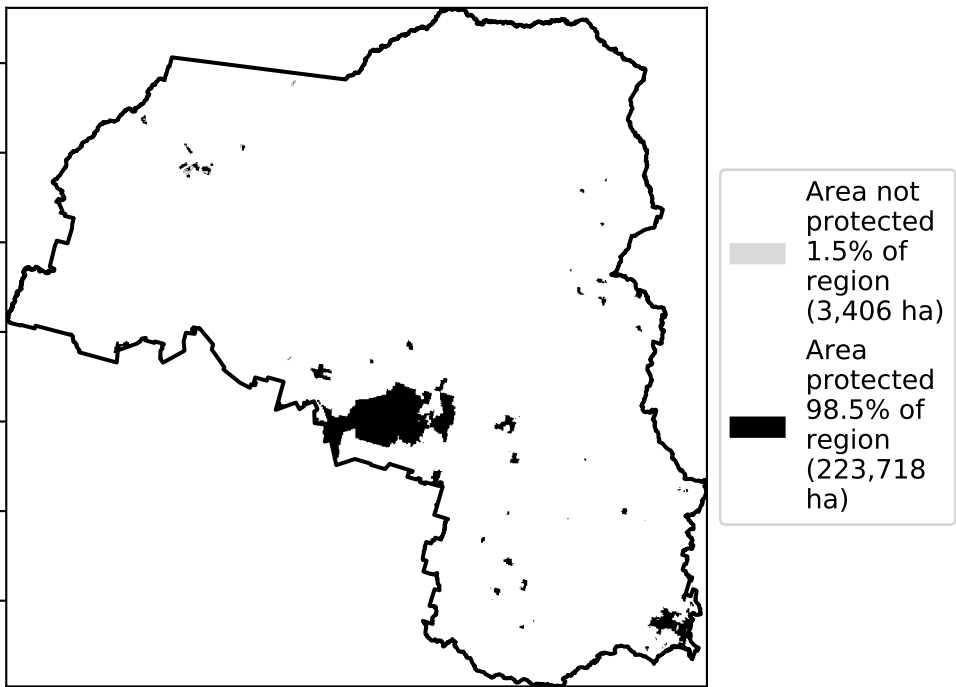 Area not
protected
1.5% of
region
(3,406 ha)
Area
protected
98.5% of
region
(223,718
ha)